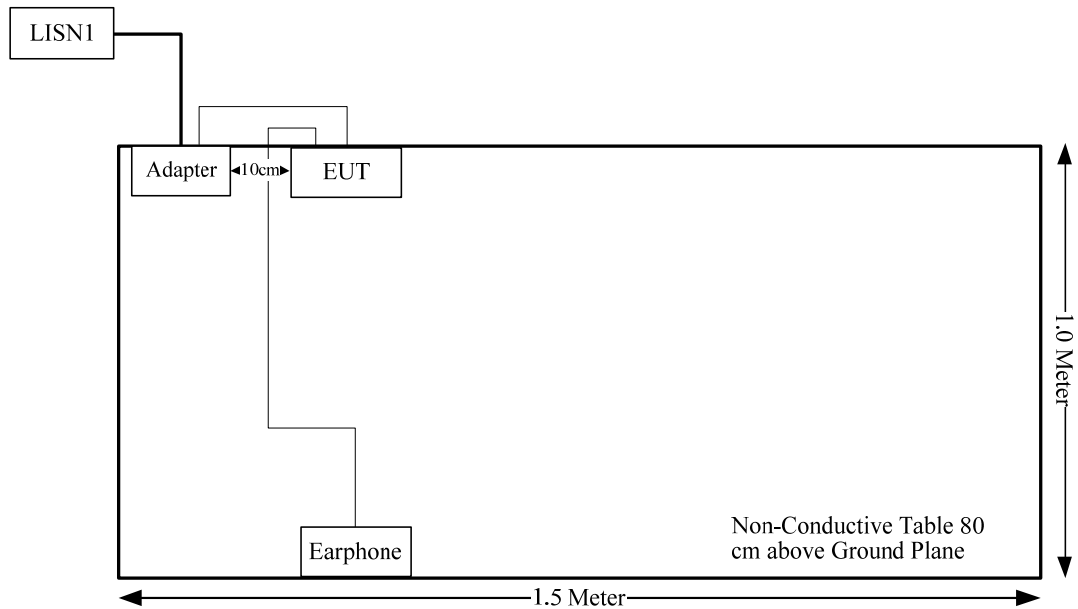 LISN1
Adapter
10cm
EUT
1.0 Meter
Non-Conductive Table 80
cm above Ground Plane
Earphone
1.5 Meter